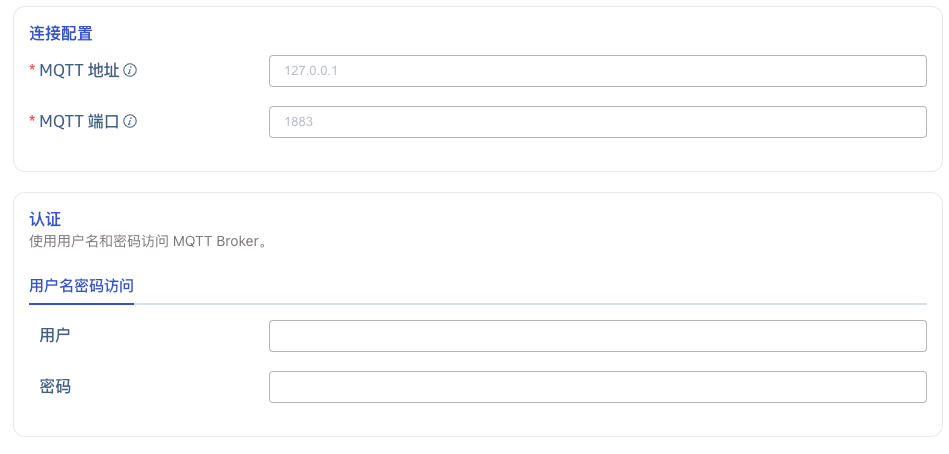 连接配置
* MQTT 地址
127.0.0.1
* MQTT 端口
1883
认证
使用用户名和密码访问 MQTT Broker。
用户名密码访问
用户
密码